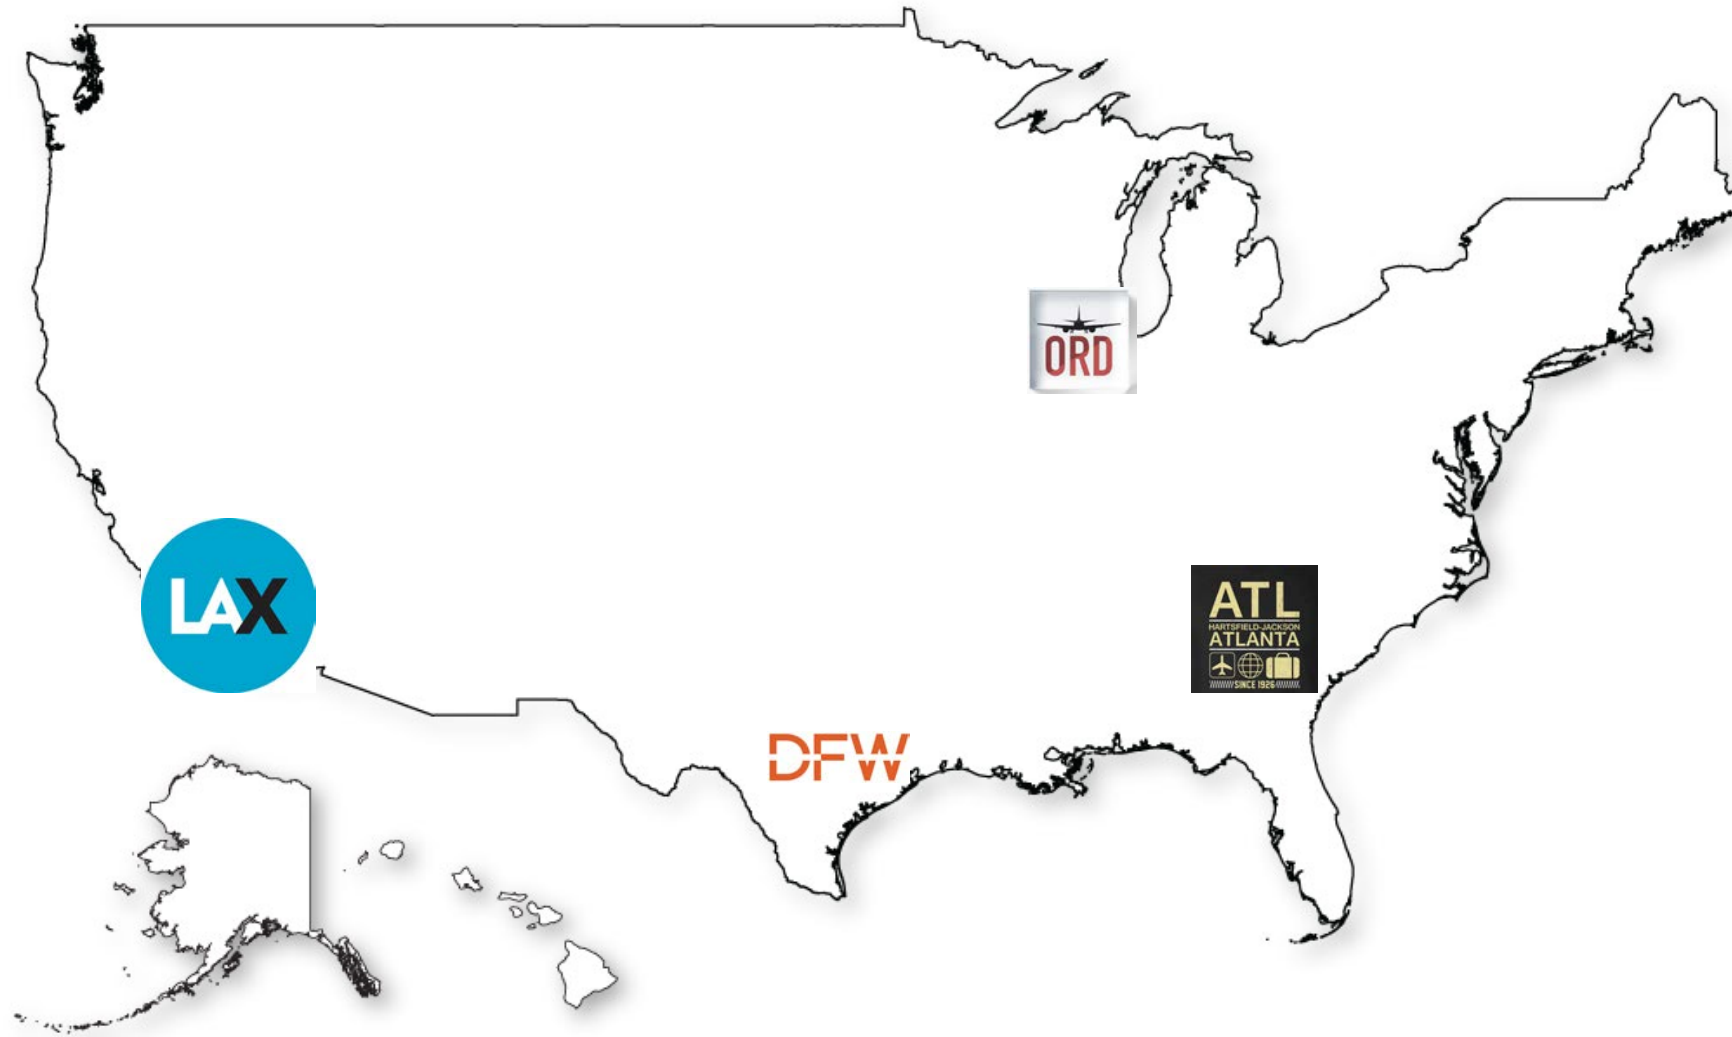 ORD
LAX
ATL
HARTSFIELD-JACKSON
ATLANTA
SINCE 1926
DFW